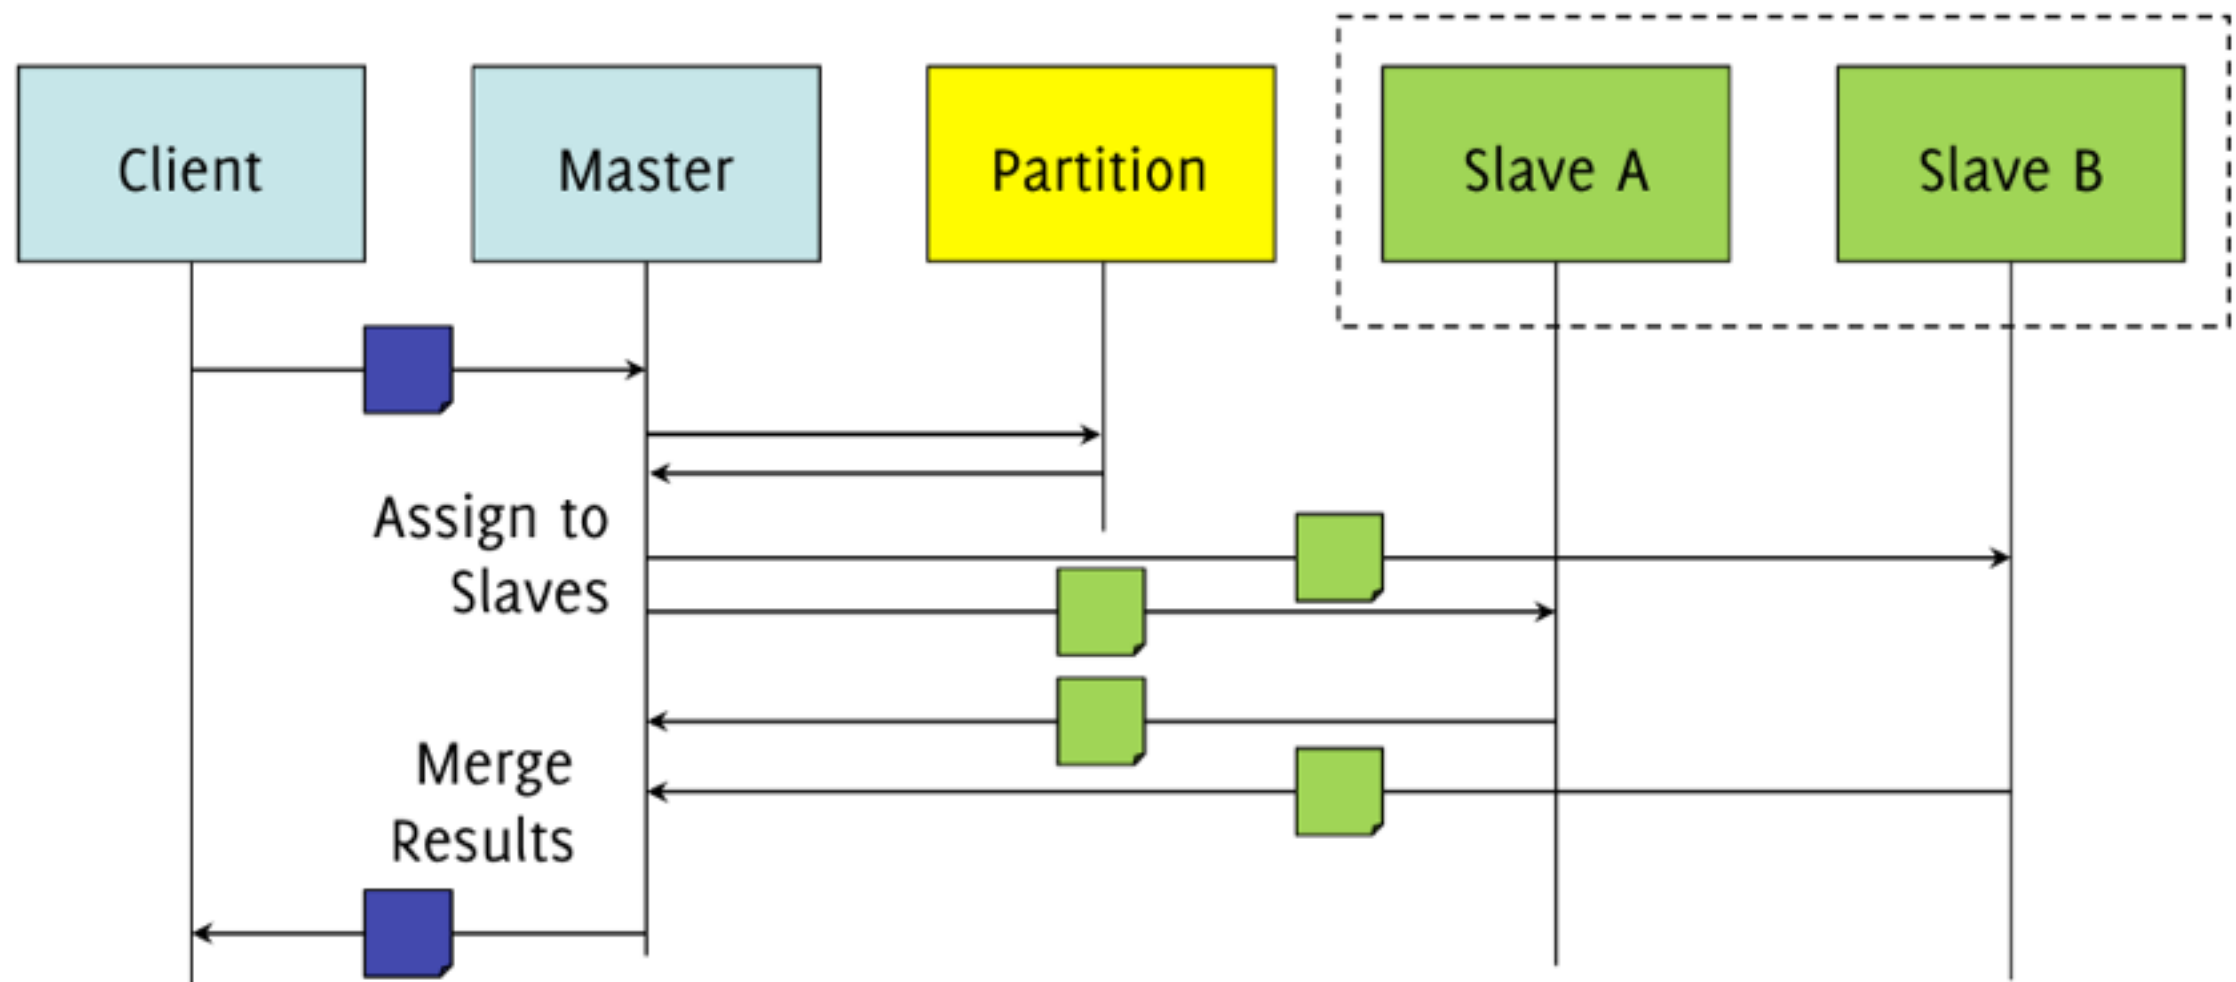 Client
Master
Partition
Slave A
Slave B
Assign to
Slaves
Merge
Results